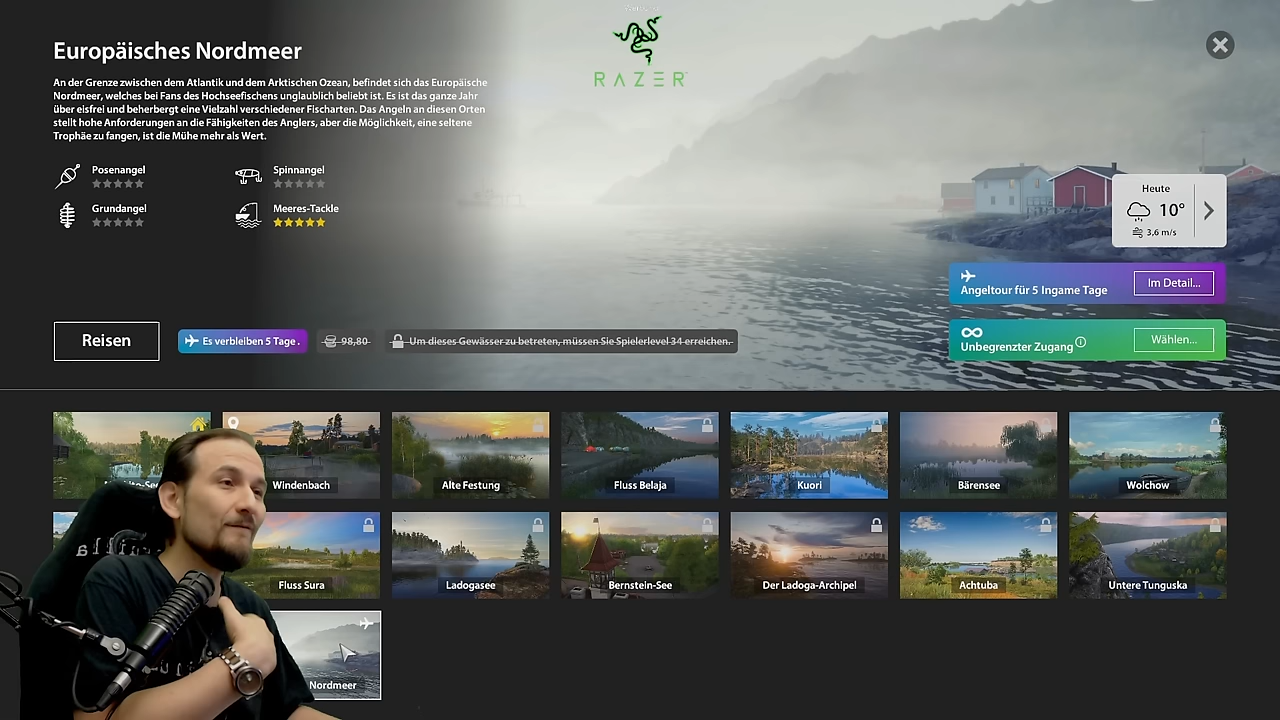 RAZER
Europäisches Nordmeer
An der Grenze zwischen dem Atlantik und dem Arktischen Ozean, befindet sich das Europäische
Nordmeer, welches bei Fans des Hochseefischens unglaublich beliebt ist. Es ist das ganze Jahr
über eisfrei und beherbergt eine Vielzahl verschiedener Fischarten. Das Angeln an diesen Orten
stellt hohe Anforderungen an die Fähigkeiten des Anglers, aber die Möglichkeit, eine seltene
Trophäe zu fangen, ist die Mühe mehr als Wert.
Posenangel
Spinnangel
Grundangel
Meeres-Tackle
Heute
10°
3,6 m/s
Angeltour für 5 Ingame Tage
Im Detail...
Unbegrenzter Zugang
Wählen...
Reisen
Es verbleiben 5 Tage .
98,80
Um dieses Gewässer zu betreten, müssen Sie Spielerlevel 34 erreichen.
Windenbach
Alte Festung
Fluss Belaja
Kuori
Bärensee
Wolchow
Fluss Sura
Ladogasee
Bernstein-See
Der Ladoga-Archipel
Achtuba
Untere Tunguska
Nordmeer